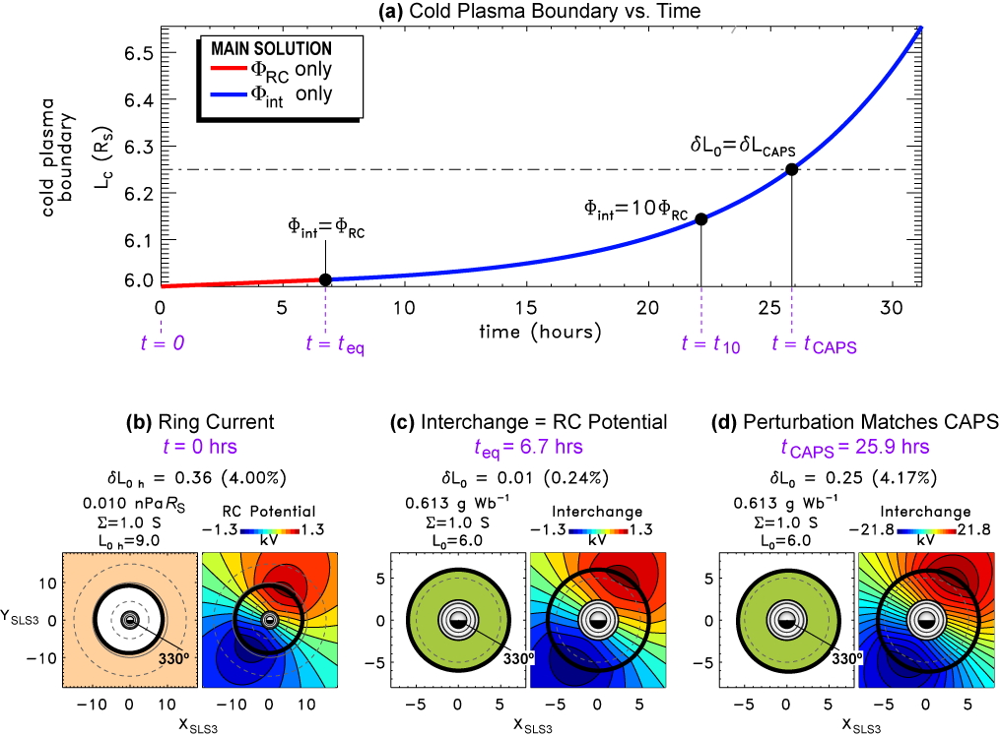 (a) Cold Plasma Boundary vs. Time
cold plasma
boundary
L_C (R_S)
6.5
6.4
6.3
6.2
6.1
6.0
MAIN SOLUTION
Φ_RC only
Φ_int only
δL_0=δL_CAPS
Φ_int=10Φ_RC
Φ_int=Φ_RC
0 5 10 15 20 25 30
time (hours)
t = 0 t = t_eq t = t_10 t = t_CAPS
(b) Ring Current
t = 0 hrs
δL_0 h = 0.36 (4.00%)
0.010 nPaR_S
Σ=1.0 S
L_0 h=9.0
RC Potential
−1.3 1.3
kV
Y_SLS3
10
0
−10
330º
−10 0 10
−10 0 10
X_SLS3
(c) Interchange = RC Potential
t_eq = 6.7 hrs
δL_0 = 0.01 (0.24%)
0.613 g Wb⁻¹
Σ=1.0 S
L_0=6.0
Interchange
−1.3 1.3
kV
5
0
−5
330º
−5 0 5
−5 0 5
X_SLS3
(d) Perturbation Matches CAPS
t_CAPS = 25.9 hrs
δL_0 = 0.25 (4.17%)
0.613 g Wb⁻¹
Σ=1.0 S
L_0=6.0
Interchange
−21.8 21.8
kV
5
0
−5
330º
−5 0 5
−5 0 5
X_SLS3